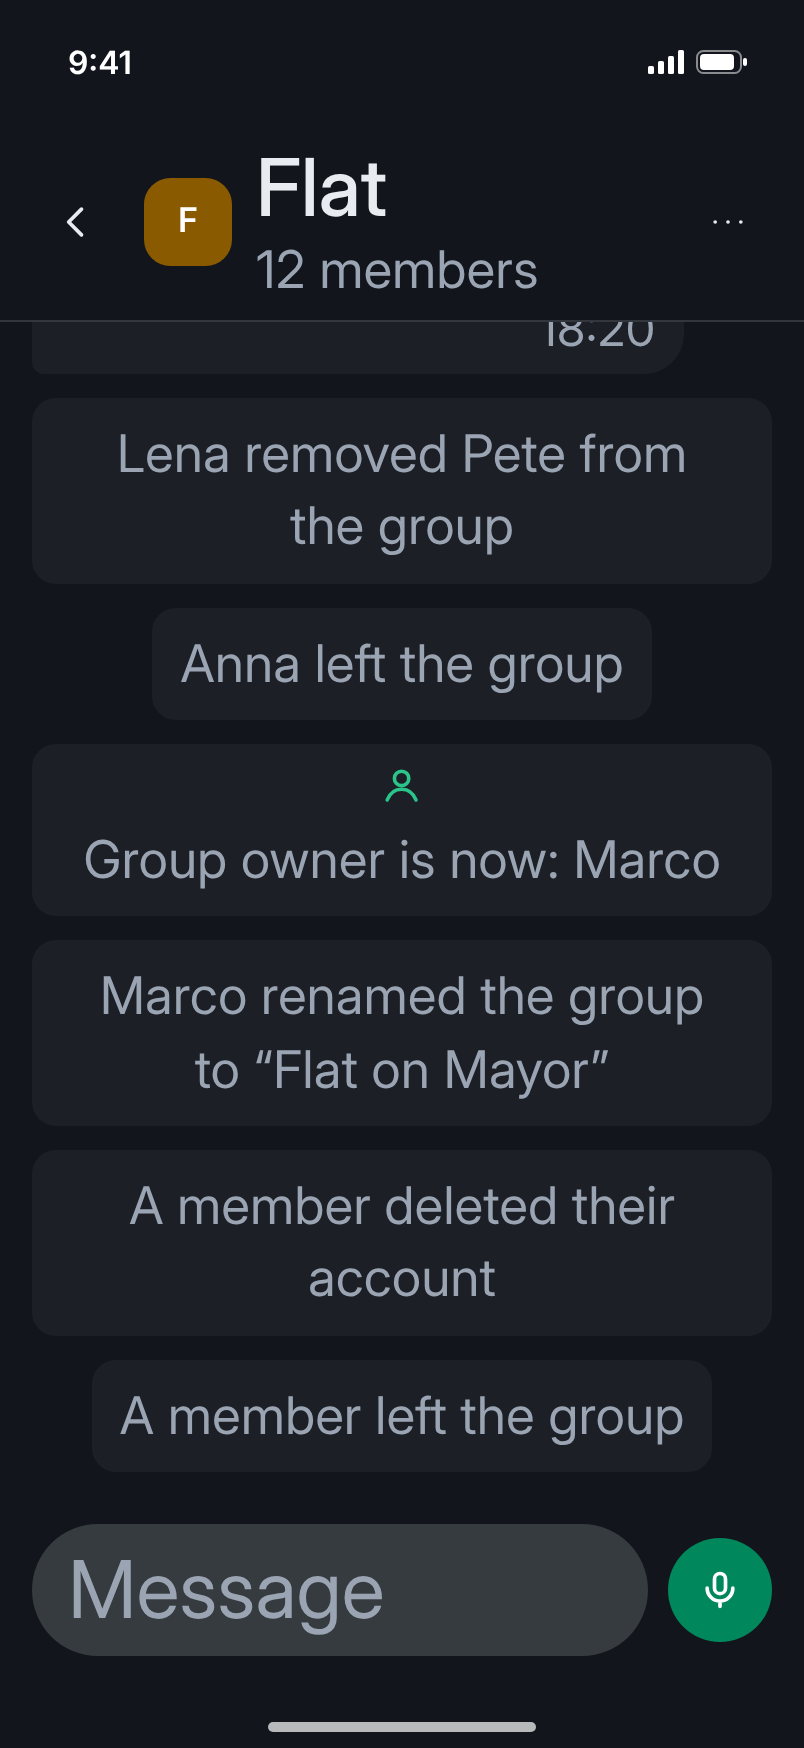 9:41
F
Flat
12 members
18:20
Lena removed Pete from
the group
Anna left the group
Group owner is now: Marco
Marco renamed the group
to “Flat on Mayor”
A member deleted their
account
A member left the group
Message